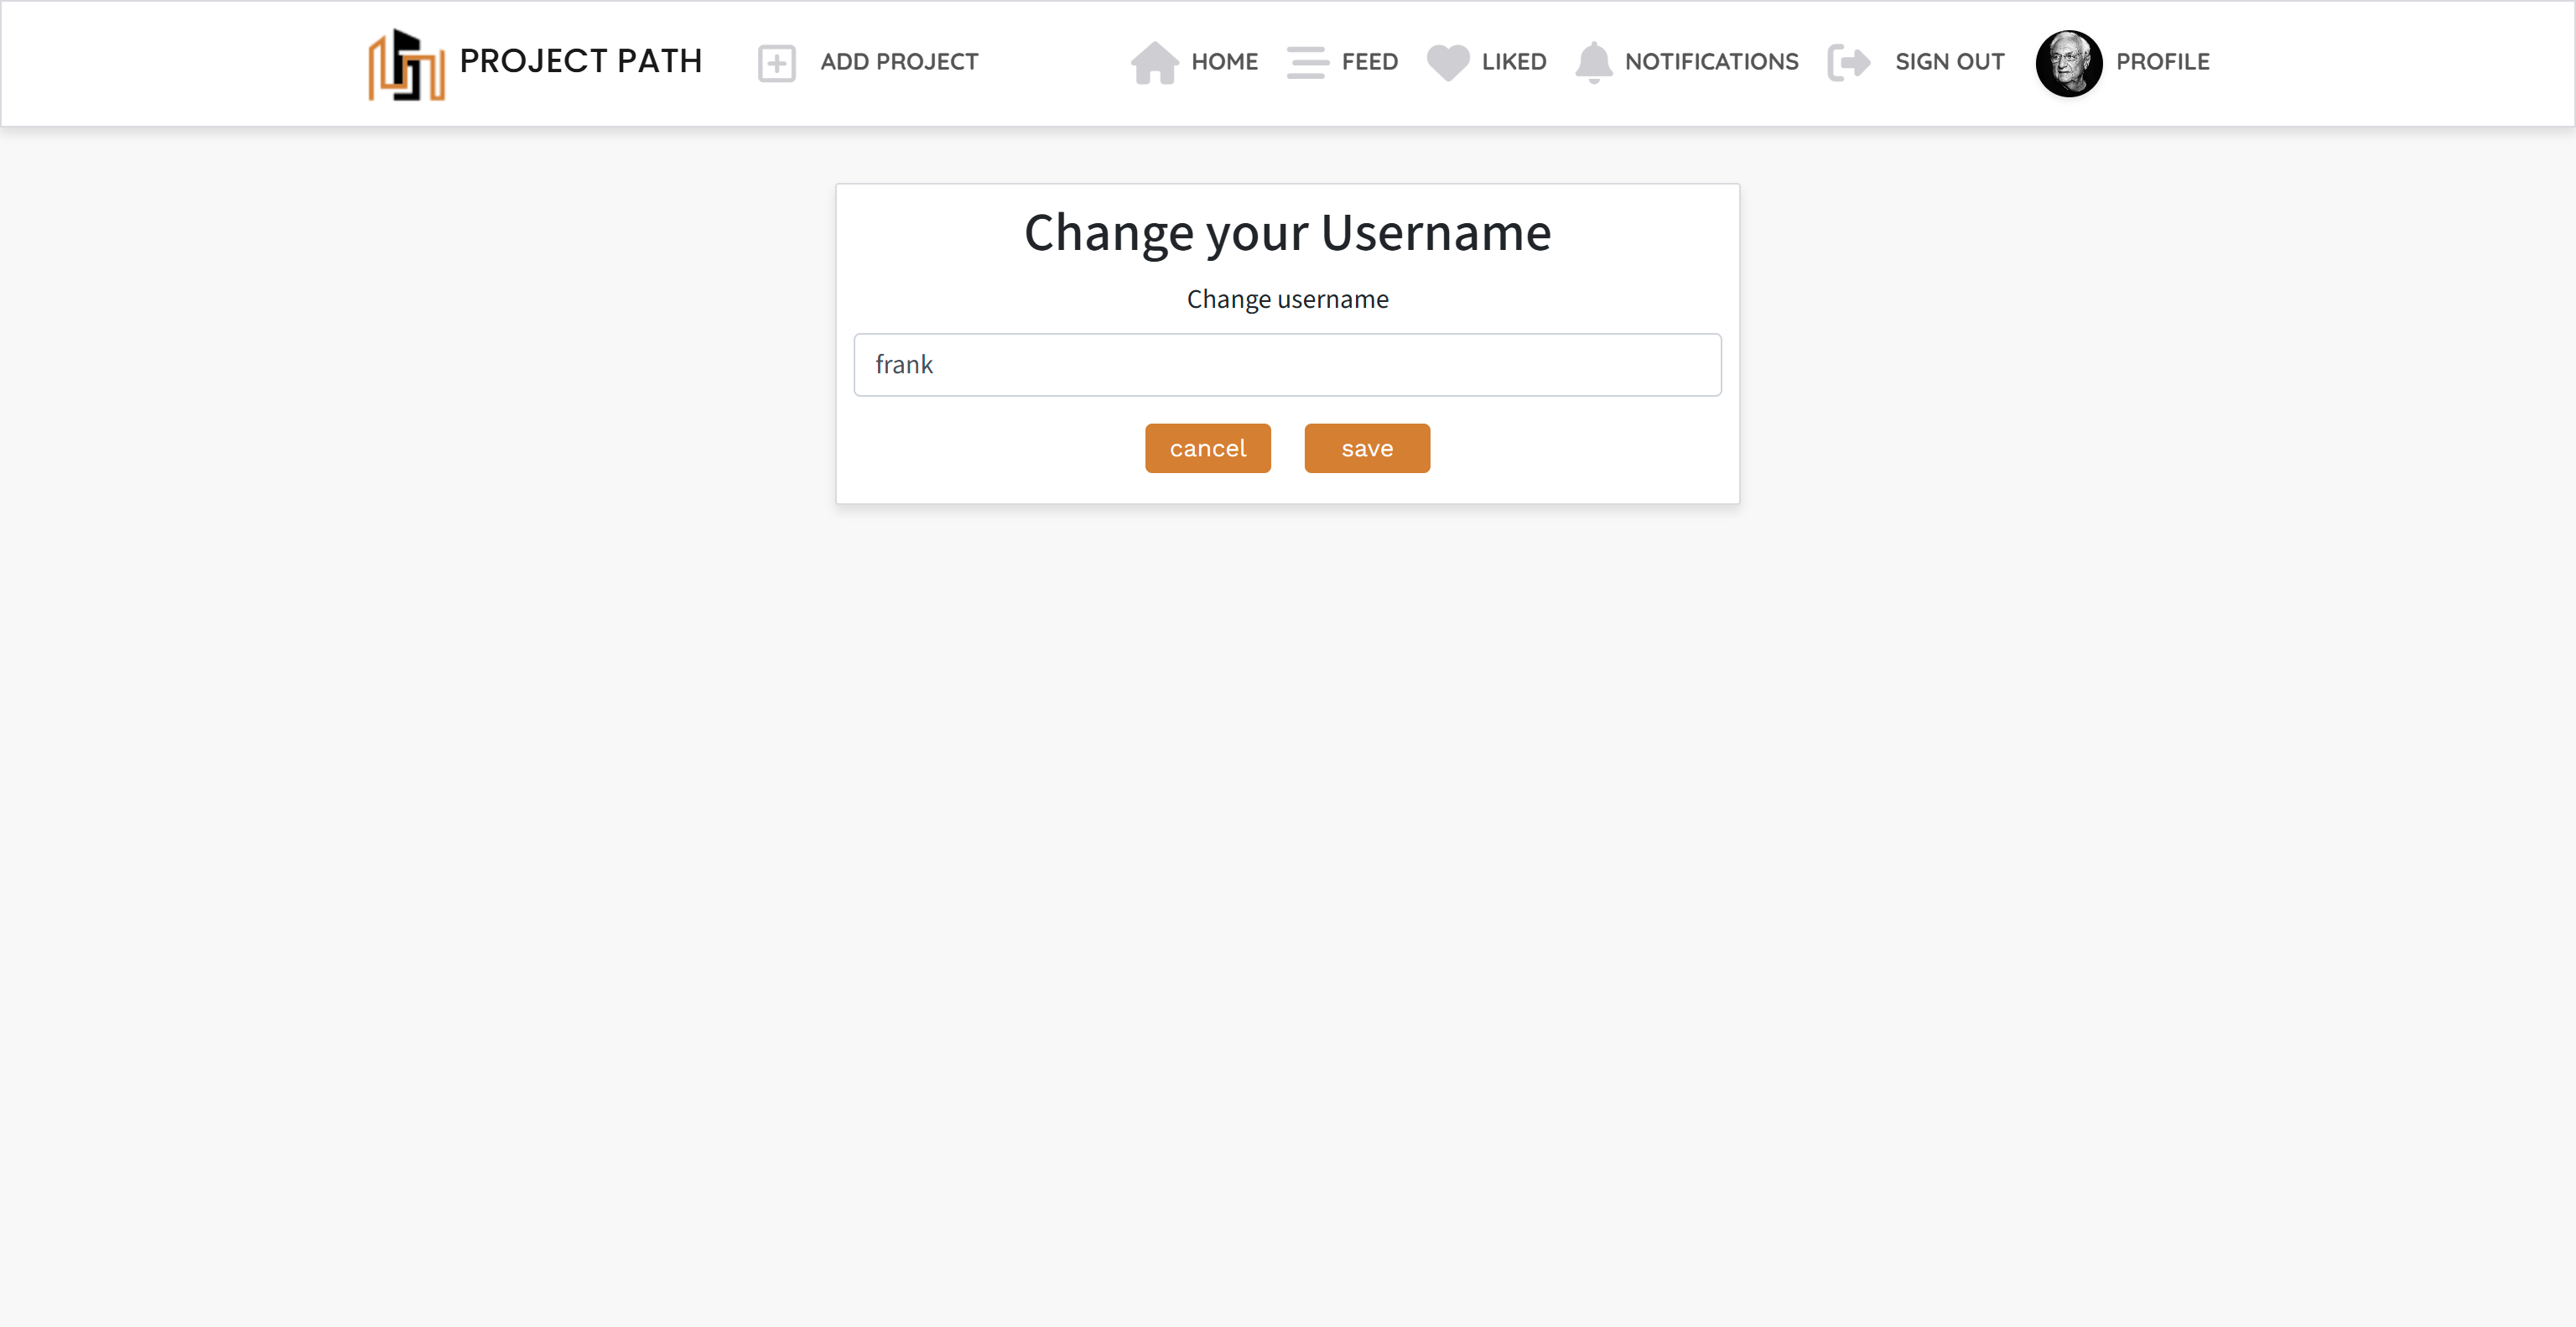 PROJECT PATH ADD PROJECT HOME FEED LIKED NOTIFICATIONS SIGN OUT PROFILE
Change your Username
Change username
frank
cancel save